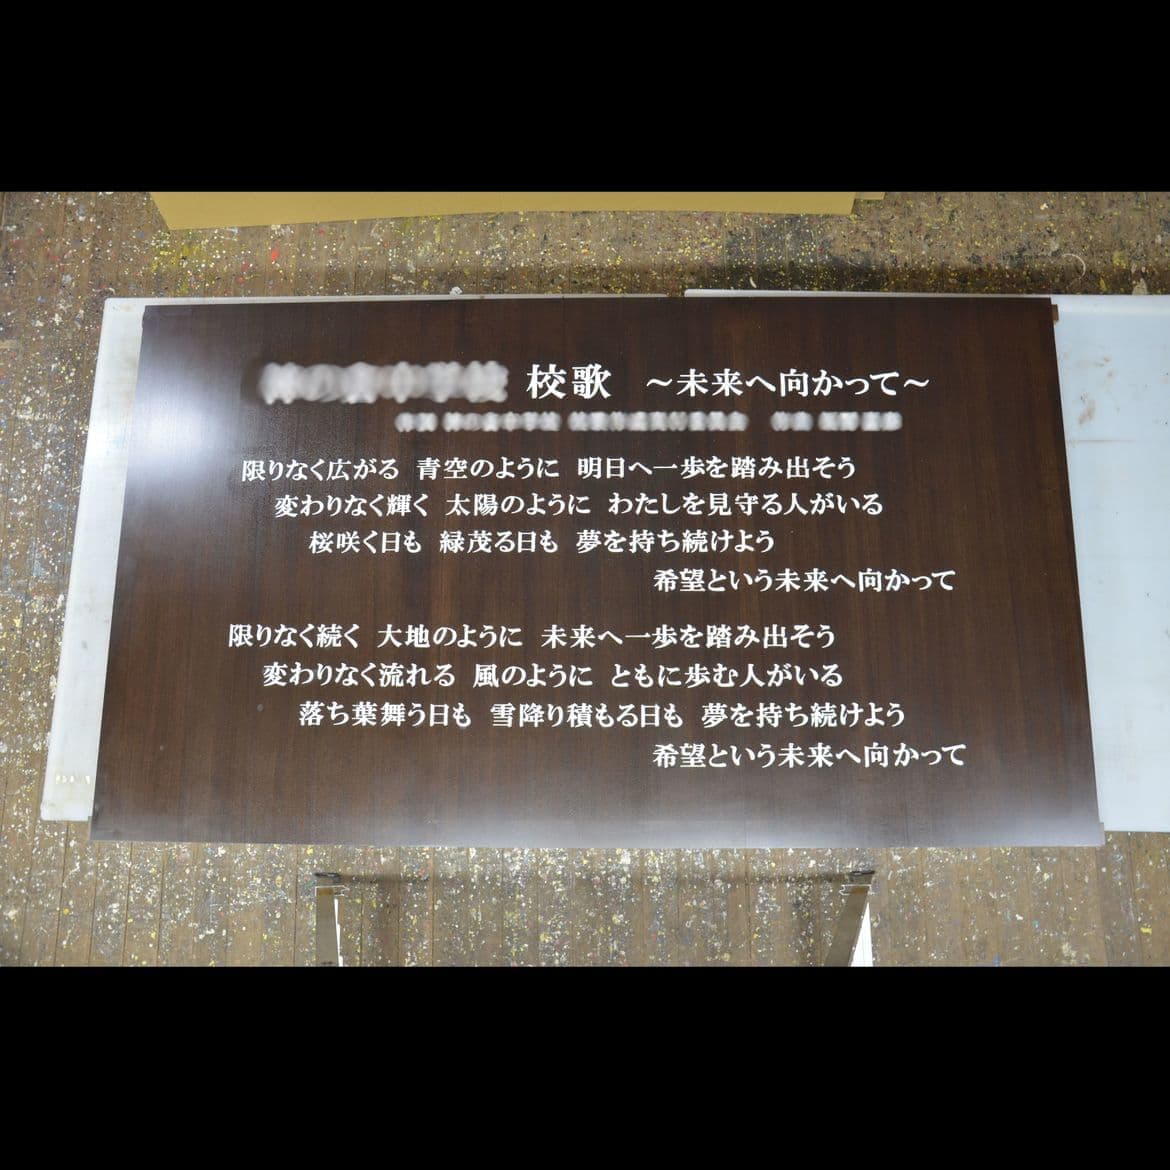 校歌　～未来へ向かって～
限りなく広がる　青空のように　明日へ一歩を踏み出そう
変わりなく輝く　太陽のように　わたしを見守る人がいる
桜咲く日も　緑茂る日も　夢を持ち続けよう
希望という未来へ向かって
限りなく続く　大地のように　未来へ一歩を踏み出そう
変わりなく流れる　風のように　ともに歩む人がいる
落ち葉舞う日も　雪降り積もる日も　夢を持ち続けよう
希望という未来へ向かって